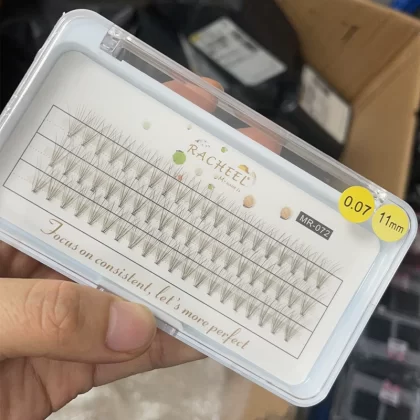 RACHEEL
MR-072
0.07
11mm
Focus on consistent, let's more perfect